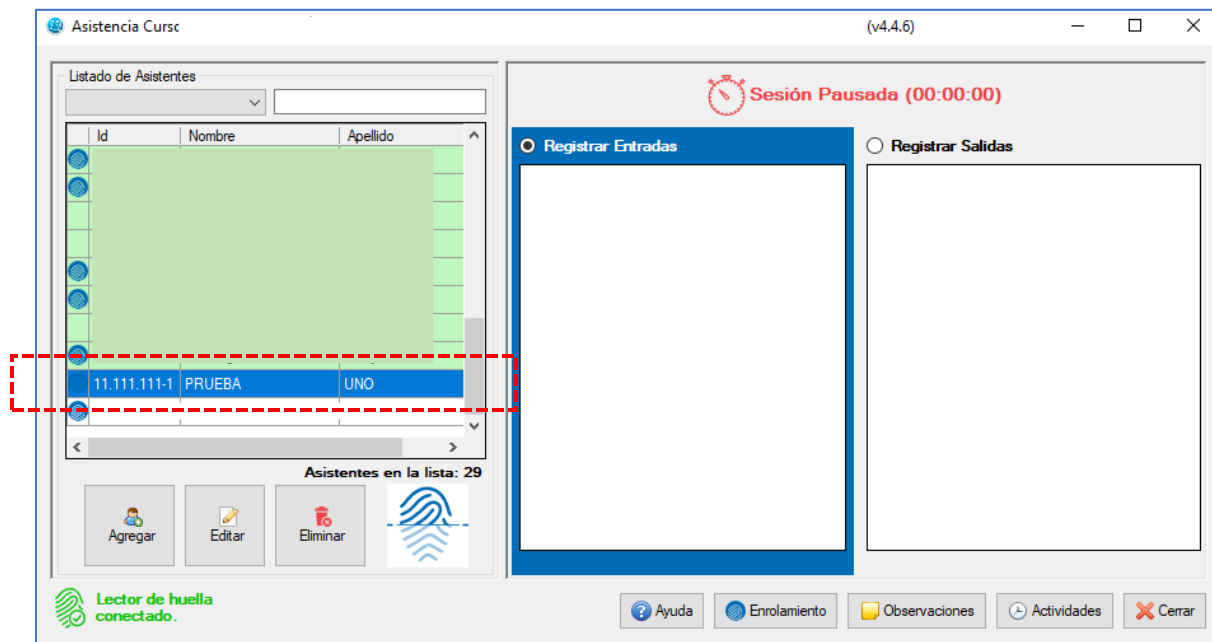 Asistencia Curso
(v4.4.6)
Listado de Asistentes
Id Nombre Apellido
11.111.111-1 PRUEBA UNO
Asistentes en la lista: 29
Agregar Editar Eliminar
Lector de huella
conectado.
Sesión Pausada (00:00:00)
Registrar Entradas Registrar Salidas
Ayuda Enrolamiento Observaciones Actividades Cerrar